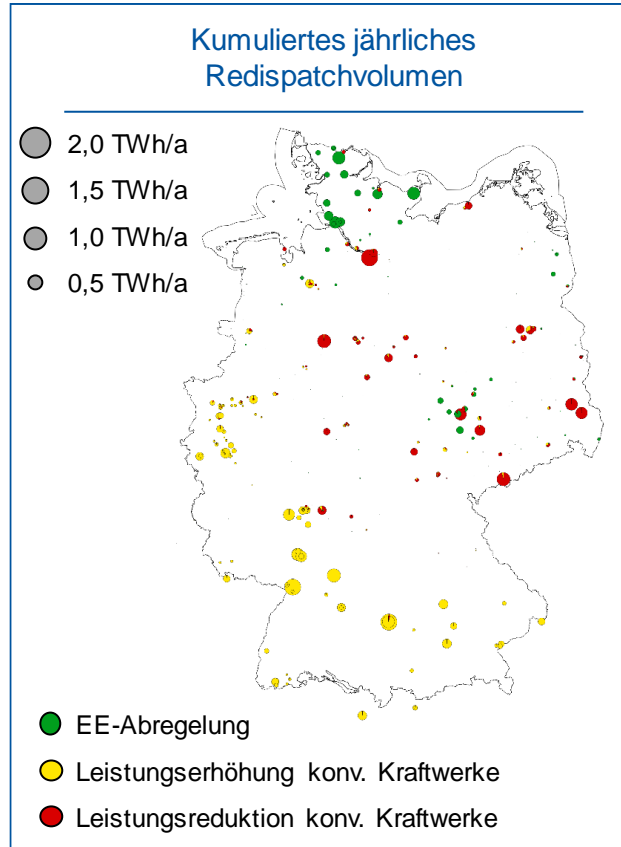 Kumuliertes jährliches
Redispatchvolumen
2,0 TWh/a
1,5 TWh/a
1,0 TWh/a
0,5 TWh/a
EE-Abregelung
Leistungserhöhung konv. Kraftwerke
Leistungsreduktion konv. Kraftwerke